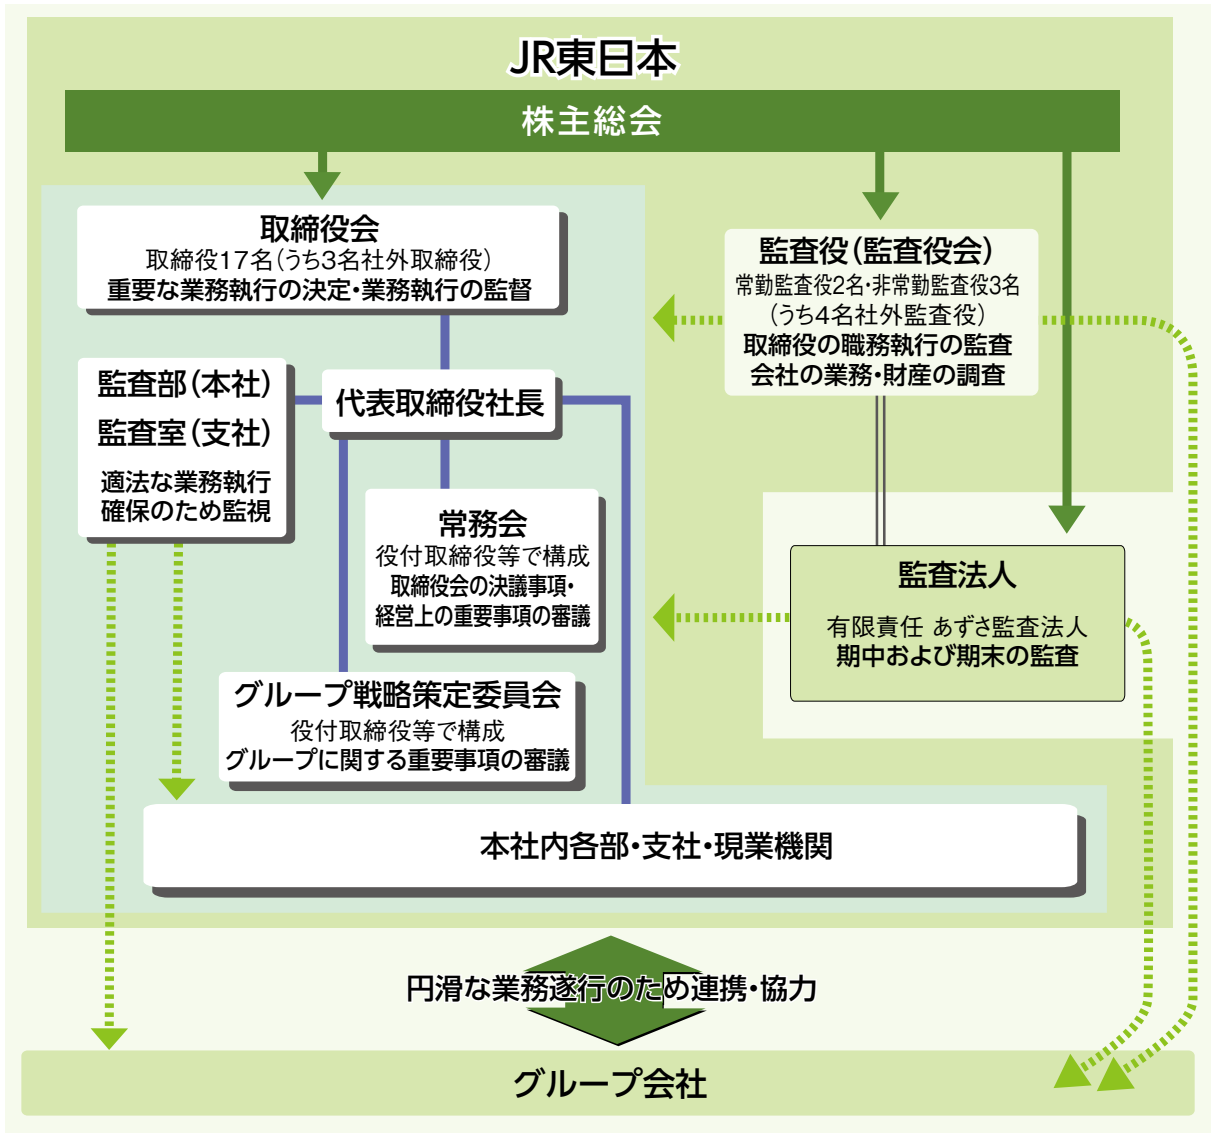 JR東日本
株主総会
取締役会
取締役17名(うち3名社外取締役)
重要な業務執行の決定・業務執行の監督
監査役(監査役会)
常勤監査役2名・非常勤監査役3名
(うち4名社外監査役)
取締役の職務執行の監査
会社の業務・財産の調査
監査部(本社)
監査室(支社)
適法な業務執行
確保のため監視
代表取締役社長
常務会
役付取締役等で構成
取締役会の決議事項・
経営上の重要事項の審議
監査法人
有限責任 あずさ監査法人
期中および期末の監査
グループ戦略策定委員会
役付取締役等で構成
グループに関する重要事項の審議
本社内各部・支社・現業機関
円滑な業務遂行のため連携・協力
グループ会社